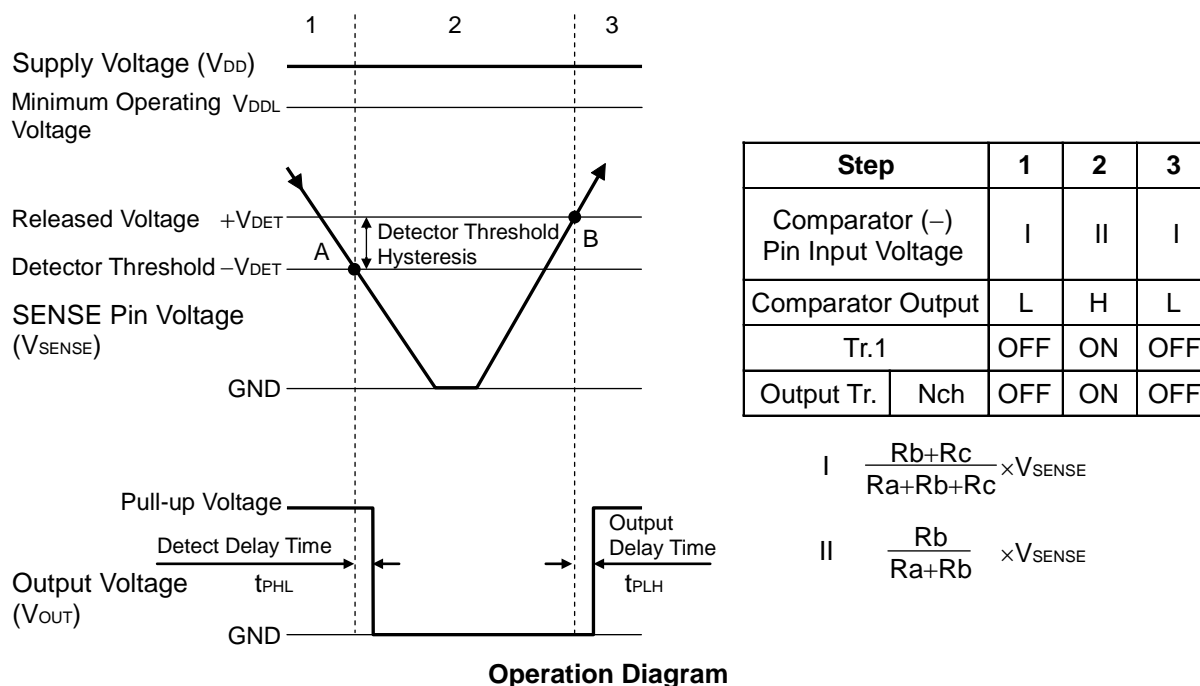 1 2 3
Supply Voltage (VDD)
Minimum Operating VDDL
Voltage
Released Voltage +VDET
Detector Threshold
Hysteresis
A
B
Detector Threshold −VDET
SENSE Pin Voltage
(VSENSE)
GND
Pull-up Voltage
Detect Delay Time
tPHL
Output
Delay Time
tPLH
Output Voltage
(VOUT)
GND
Step 1 2 3
Comparator (−)
Pin Input Voltage
I II I
Comparator Output L H L
Tr.1 OFF ON OFF
Output Tr. Nch OFF ON OFF
I Rb+Rc
Ra+Rb+Rc
×VSENSE
II Rb
Ra+Rb
×VSENSE
Operation Diagram